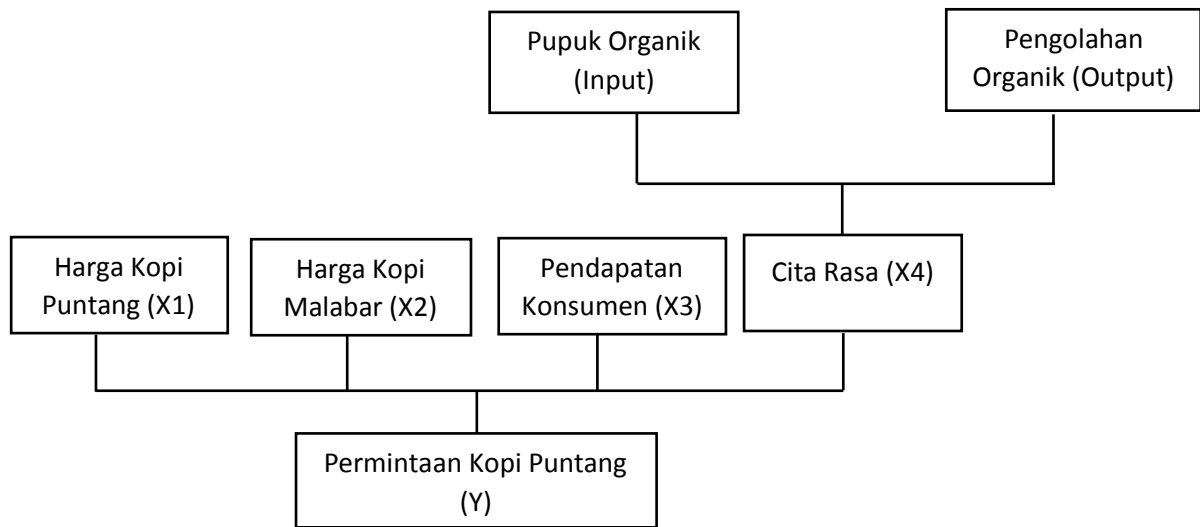 Pupuk Organik
(Input)
Pengolahan
Organik (Output)
Harga Kopi
Puntang (X1)
Harga Kopi
Malabar (X2)
Pendapatan
Konsumen (X3)
Cita Rasa (X4)
Permintaan Kopi Puntang
(Y)